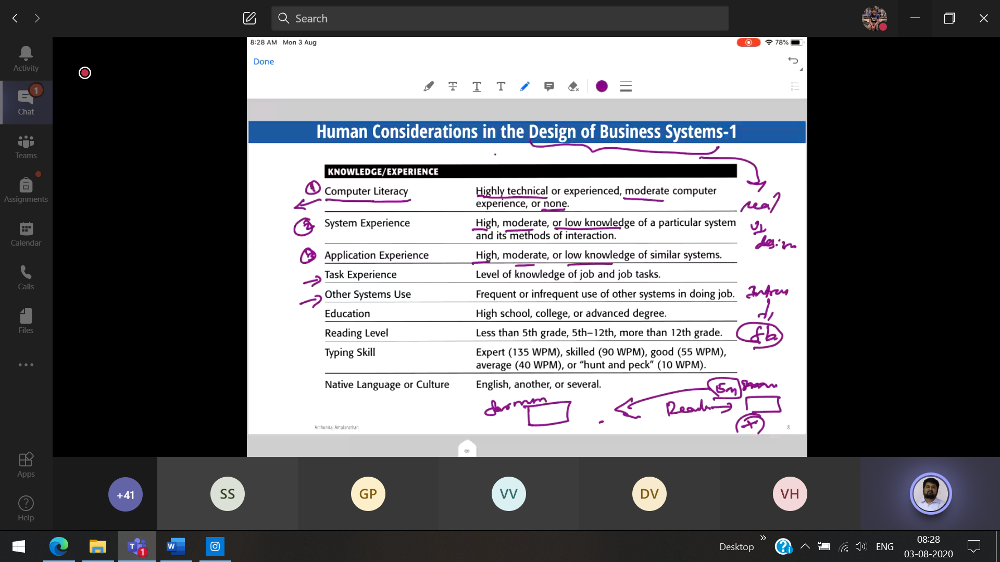 Search
Activity
1
Chat
Teams
Assignments
Calendar
Calls
Files
Apps
Help
8:28 AM Mon 3 Aug
78%
Done
Human Considerations in the Design of Business Systems-1
KNOWLEDGE/EXPERIENCE
1 Computer Literacy Highly technical or experienced, moderate computer
experience, or none.
2 System Experience High, moderate, or low knowledge of a particular system
and its methods of interaction.
Application Experience High, moderate, or low knowledge of similar systems.
Task Experience Level of knowledge of job and job tasks.
Other Systems Use Frequent or infrequent use of other systems in doing job.
Education High school, college, or advanced degree.
Reading Level Less than 5th grade, 5th–12th, more than 12th grade.
Typing Skill Expert (135 WPM), skilled (90 WPM), good (55 WPM),
average (40 WPM), or “hunt and peck” (10 WPM).
Native Language or Culture English, another, or several.
real
UI
design
fb
Anthoniraj Amalanathan
8
8
+41
SS
GP
VV
DV
VH
T
1
W
Desktop
ENG
08:28
03-08-2020